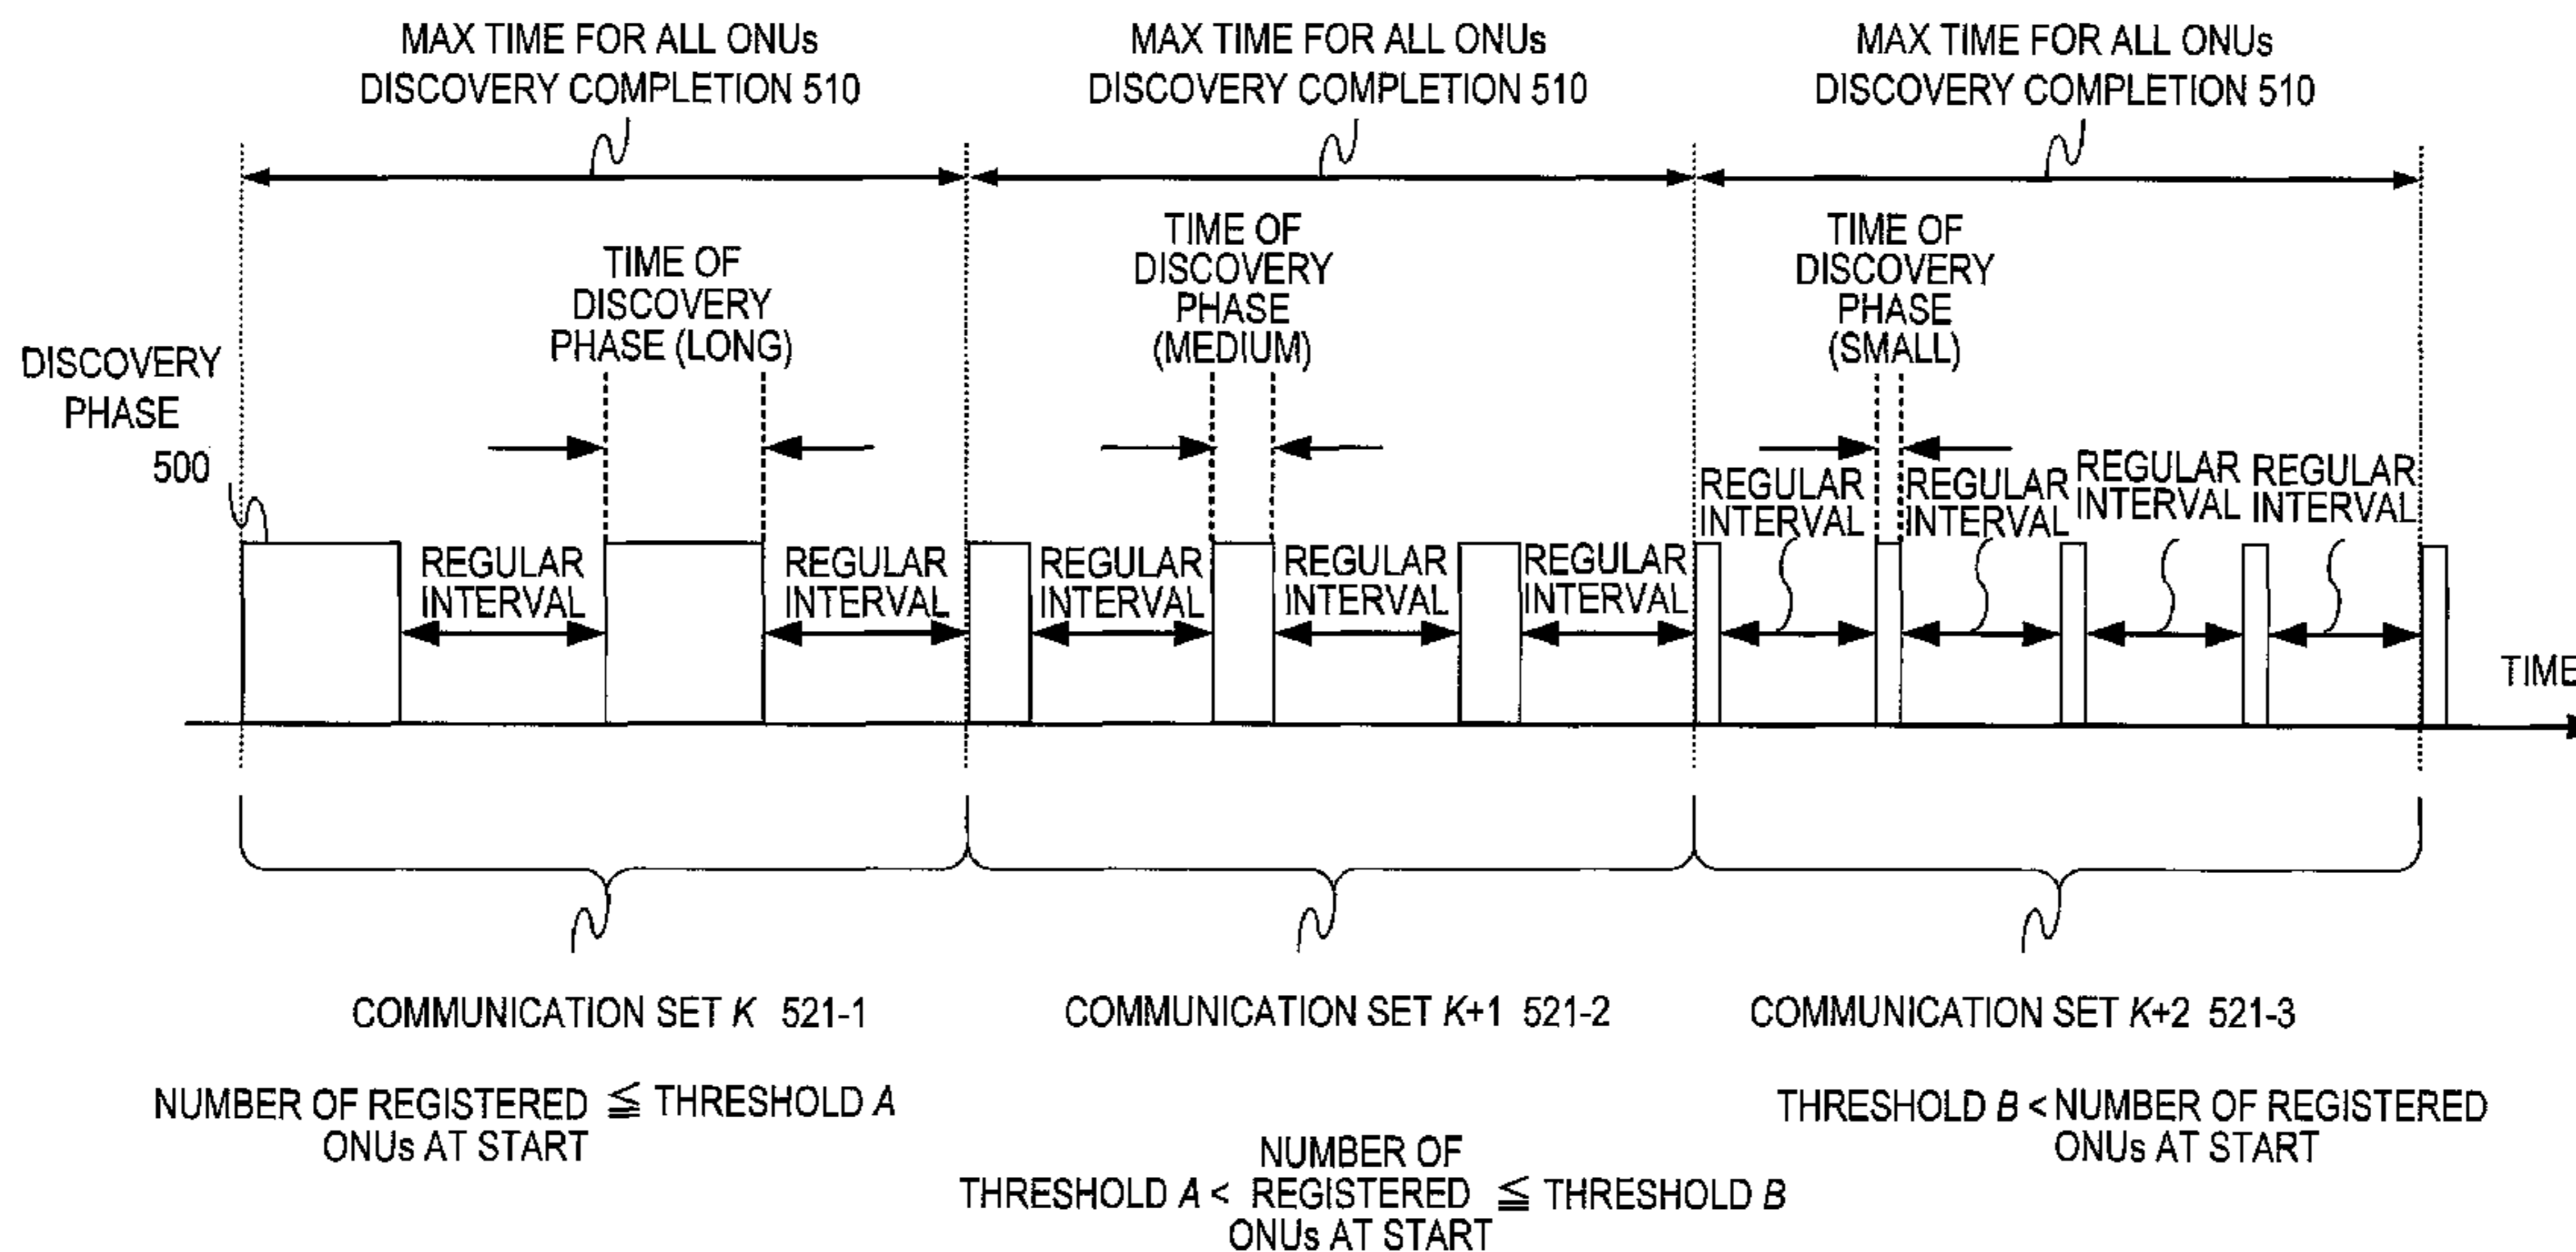 MAX TIME FOR ALL ONUs
DISCOVERY COMPLETION 510
MAX TIME FOR ALL ONUs
DISCOVERY COMPLETION 510
MAX TIME FOR ALL ONUs
DISCOVERY COMPLETION 510
TIME OF
DISCOVERY
PHASE (LONG)
TIME OF
DISCOVERY
PHASE
(MEDIUM)
TIME OF
DISCOVERY
PHASE
(SMALL)
DISCOVERY
PHASE
500
REGULAR
INTERVAL
REGULAR
INTERVAL
REGULAR
INTERVAL
REGULAR
INTERVAL
REGULAR
INTERVAL
REGULAR
INTERVAL
REGULAR
INTERVAL
REGULAR
INTERVAL
REGULAR
INTERVAL
TIME
COMMUNICATION SET K 521-1
COMMUNICATION SET K+1 521-2
COMMUNICATION SET K+2 521-3
NUMBER OF REGISTERED ≦ THRESHOLD A
ONUs AT START
NUMBER OF
THRESHOLD A < REGISTERED ≦ THRESHOLD B
ONUs AT START
THRESHOLD B < NUMBER OF REGISTERED
ONUs AT START